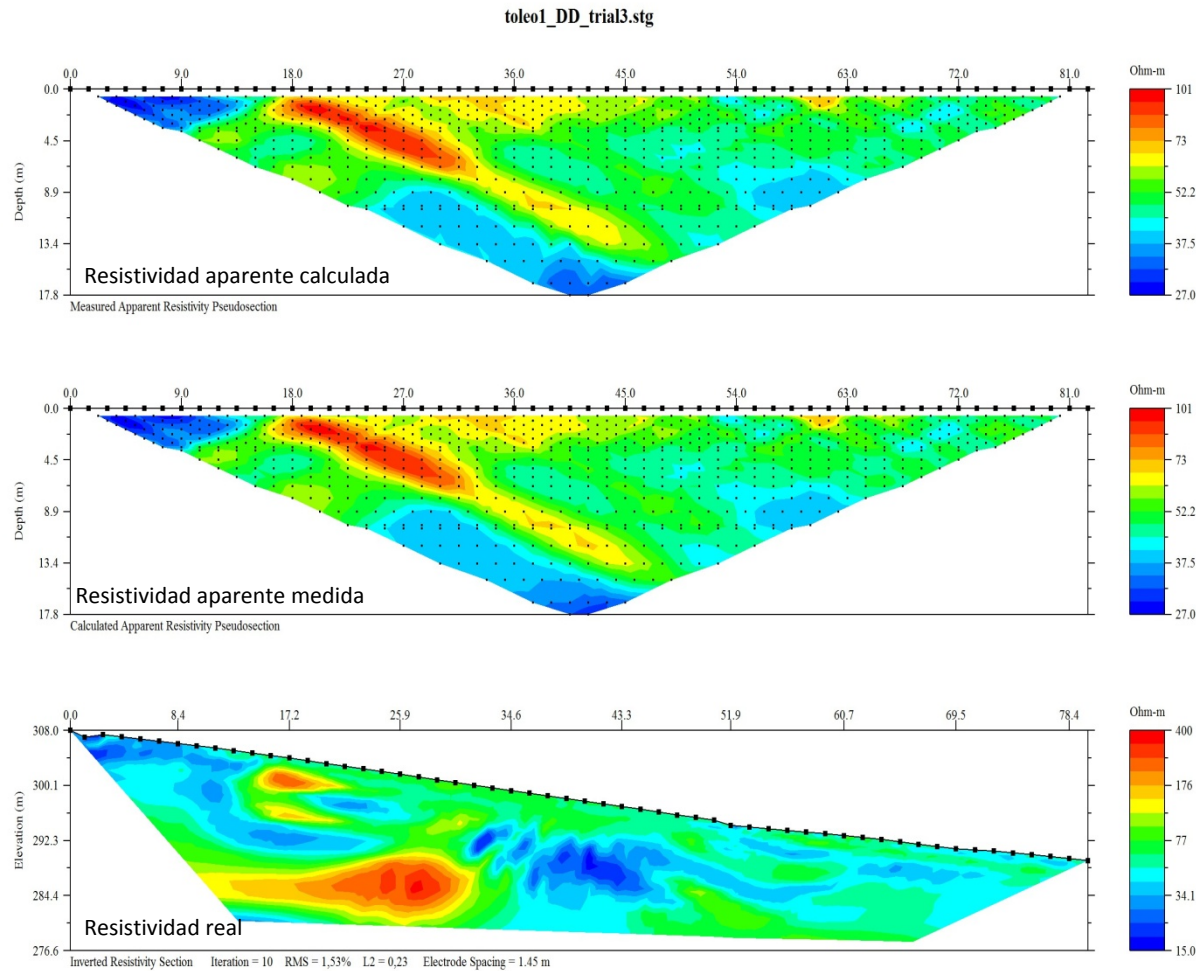 toleo1_DD_trial3.stg
0.0 9.0 18.0 27.0 36.0 45.0 54.0 63.0 72.0 81.0
Ohm-m
0.0
4.5
8.9
13.4
17.8
Depth (m)
101
73
52.2
37.5
27.0
Resistividad aparente calculada
Measured Apparent Resistivity Pseudosection
0.0 9.0 18.0 27.0 36.0 45.0 54.0 63.0 72.0 81.0
Ohm-m
0.0
4.5
8.9
13.4
17.8
Depth (m)
101
73
52.2
37.5
27.0
Resistividad aparente medida
Calculated Apparent Resistivity Pseudosection
0.0 8.4 17.2 25.9 34.6 43.3 51.9 60.7 69.5 78.4
Ohm-m
308.0
300.1
292.3
284.4
276.6
Elevation (m)
400
176
77
34.1
15.0
Resistividad real
Inverted Resistivity Section Iteration = 10 RMS = 1,53% L2 = 0,23 Electrode Spacing = 1.45 m